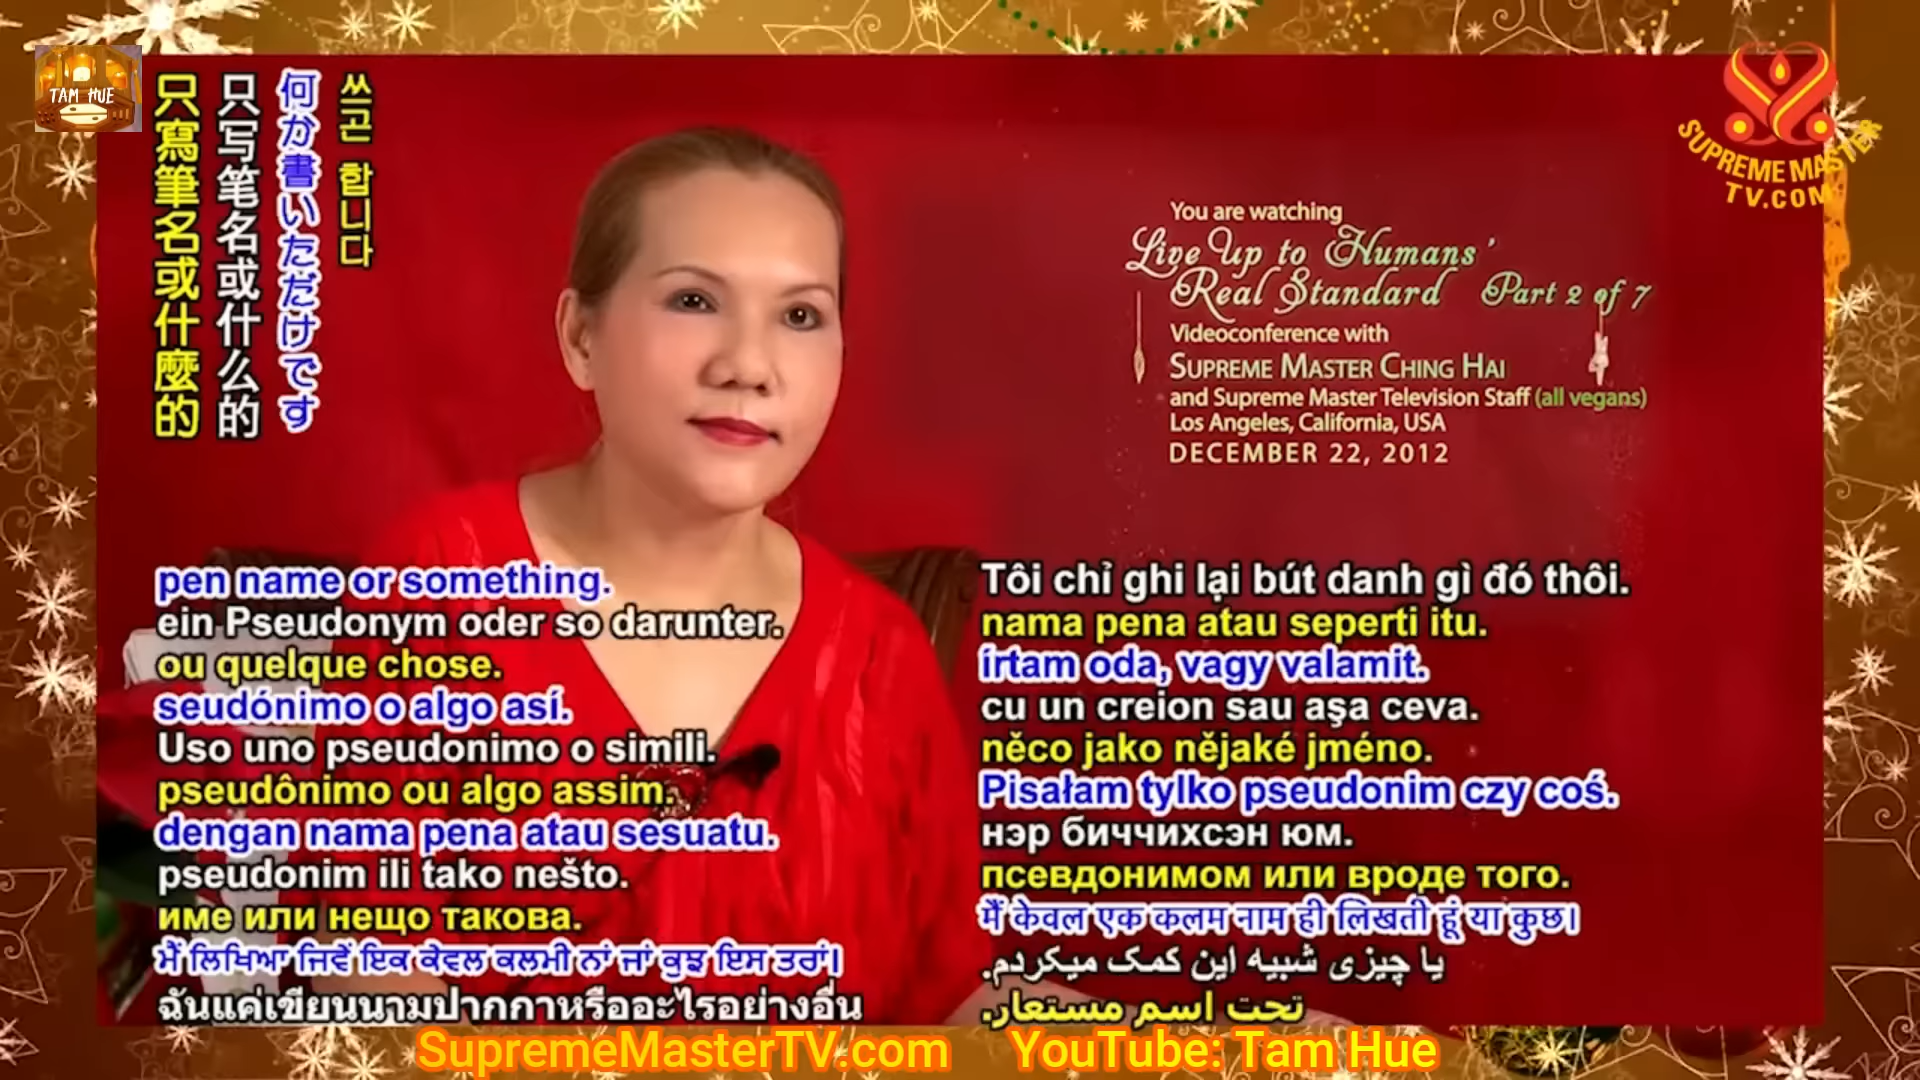 TAM HUE
只寫筆名或什麼的
只写笔名或什么的
何か書いただけです
쓰곤 합니다
SUPREME MASTER
TV.COM
You are watching
Live Up to Humans'
Real Standard Part 2 of 7
Videoconference with
SUPREME MASTER CHING HAI
and Supreme Master Television Staff (all vegans)
Los Angeles, California, USA
DECEMBER 22, 2012
pen name or something.
ein Pseudonym oder so darunter.
ou quelque chose.
seudónimo o algo así.
Uso uno pseudonimo o simili.
pseudônimo ou algo assim.
dengan nama pena atau sesuatu.
pseudonim ili tako nešto.
име или нещо такова.
ਮੈਂ ਲਿਖਿਆ ਜਿਵੇਂ ਇਕ ਕੇਵਲ ਕਲਮੀ ਨਾਂ ਜਾਂ ਕੁਝ ਇਸ ਤਰਾਂ।
ฉันแค่เขียนนามปากกาหรืออะไรอย่างอื่น
Tôi chỉ ghi lại bút danh gì đó thôi.
nama pena atau seperti itu.
írtam oda, vagy valamit.
cu un creion sau aşa ceva.
něco jako nějaké jméno.
Pisałam tylko pseudonim czy coś.
нэр биччихсэн юм.
псевдонимом или вроде того.
मैं केवल एक कलम नाम ही लिखती हूं या कुछ।
یا چیزی شبیه این کمک میکردم.
تحت اسم مستعار.
SupremeMasterTV.com YouTube: Tam Hue